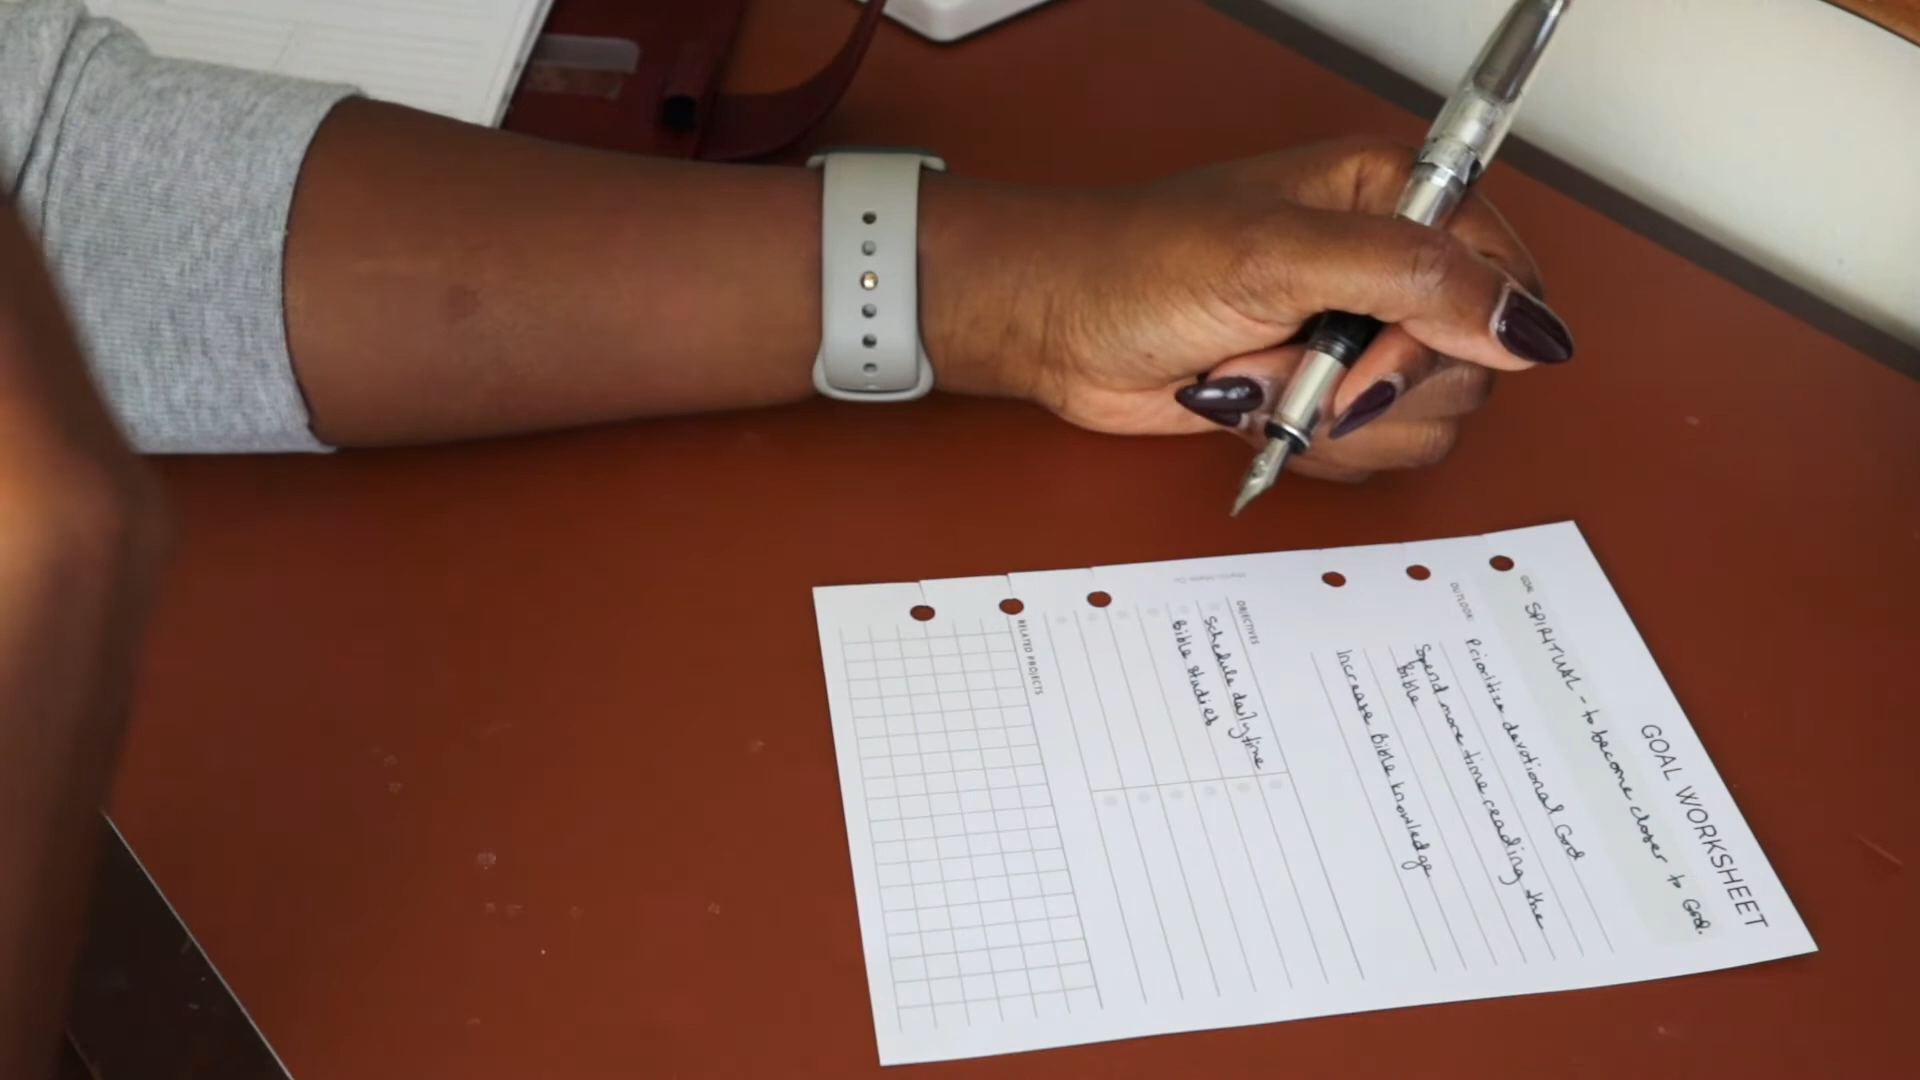 GOAL WORKSHEET
GOAL: SPIRITUAL - to become closer to God.
OUTLOOK: Prioritize devotional God
Spend more time reading the
Bible
Increase Bible knowledge
OBJECTIVES
Schedule daily time
Bible studies
RELATED PROJECTS